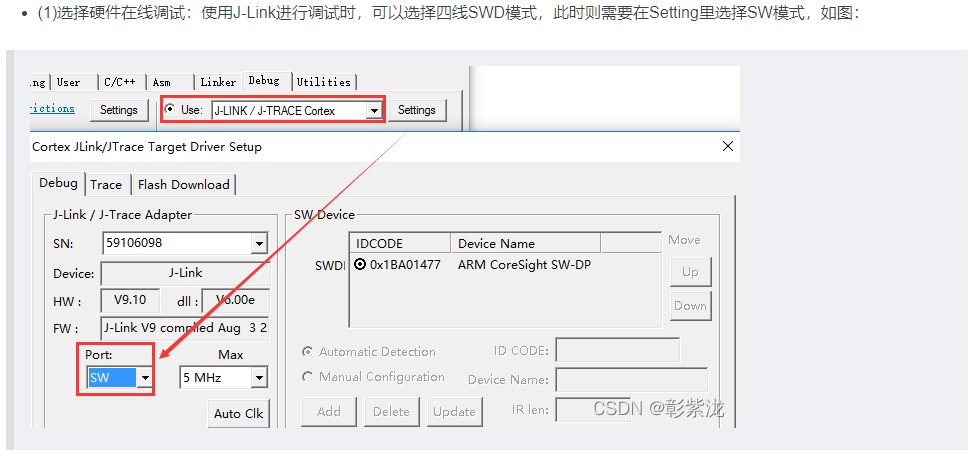 (1)选择硬件在线调试：使用J-Link进行调试时，可以选择四线SWD模式，此时则需要在Setting里选择SW模式，如图：
ng User C/C++ Asm Linker Debug Utilities
rictions Settings Use: J-LINK / J-TRACE Cortex Settings
Cortex JLink/JTrace Target Driver Setup
Debug Trace Flash Download
J-Link / J-Trace Adapter
SN: 59106098
Device: J-Link
HW : V9.10 dll : V6.00e
FW : J-Link V9 compiled Aug 3 2
Port: Max
SW 5 MHz
Auto Clk
SW Device
IDCODE Device Name Move
SWDI 0x1BA01477 ARM CoreSight SW-DP
Up
Down
Automatic Detection ID CODE:
Manual Configuration Device Name:
Add Delete Update IR len:
CSDN @彰紫泷